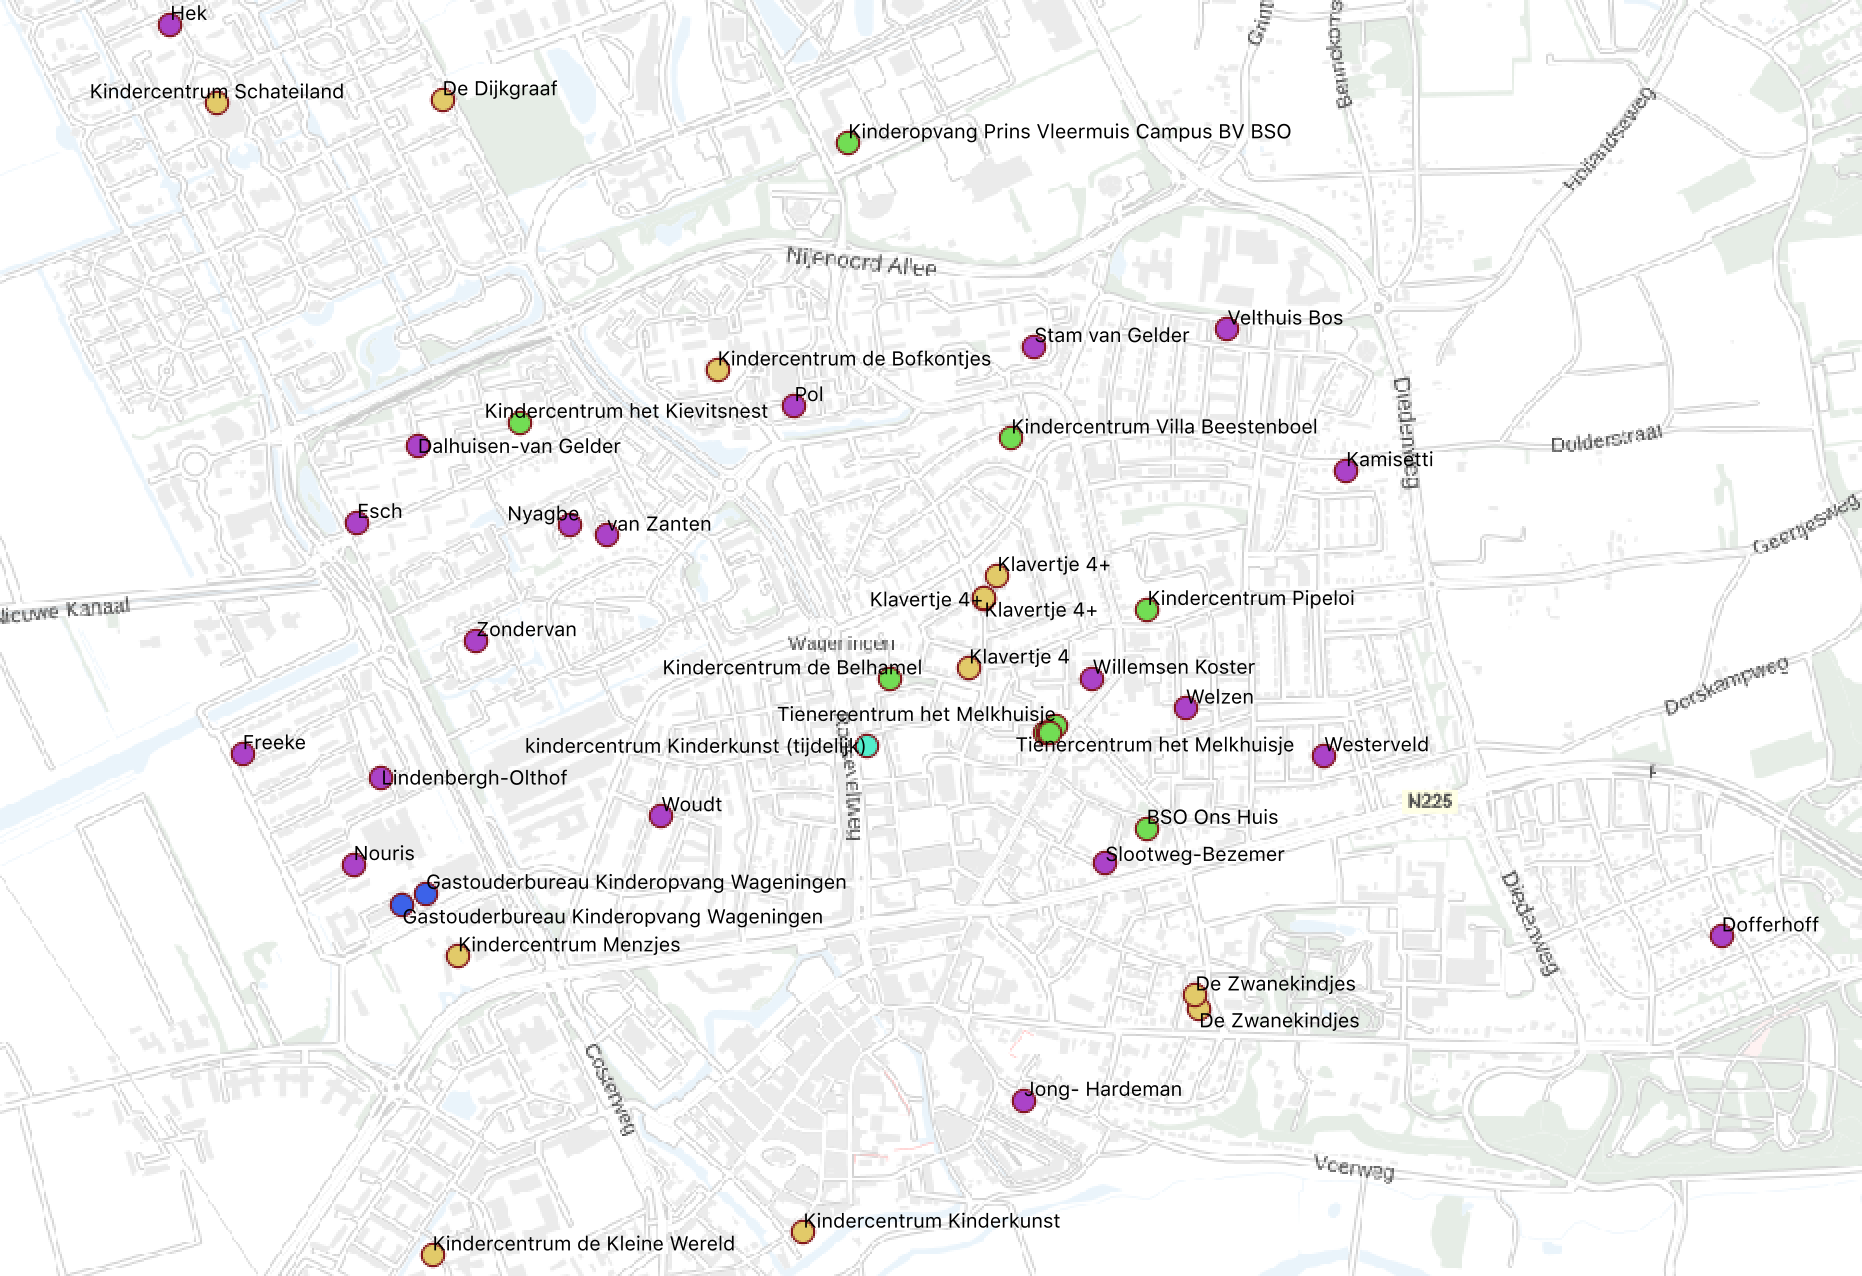 Hek
Kindercentrum Schateiland
De Dijkgraaf
Kinderopvang Prins Vleermuis Campus BV BSO
Hollandseweg
Nijenoord Allee
Velthuis Bos
Stam van Gelder
Kindercentrum de Bofkontjes
Pol
Kindercentrum het Kievitsnest
Dalhuisen-van Gelder
Kindercentrum Villa Beestenboel
Diedenweg
Dolderstraat
Kamisetti
Esch
Nyagbe
van Zanten
Geertjesweg
Klavertje 4+
Klavertje 4+
Klavertje 4+
Kindercentrum Pipeloi
Nieuwe Kanaal
Zondervan
Wageningen
Klavertje 4
Kindercentrum de Belhamel
Willemsen Koster
Dorskampweg
Welzen
Tienercentrum het Melkhuisje
Tienercentrum het Melkhuisje
kindercentrum Kinderkunst (tijdelijk)
Westerveld
Freeke
Lindenbergh-Olthof
Woudt
N225
BSO Ons Huis
Slootweg-Bezemer
Nouris
Gastouderbureau Kinderopvang Wageningen
Gastouderbureau Kinderopvang Wageningen
Kindercentrum Menzjes
Diedenweg
Dofferhoff
De Zwanekindjes
De Zwanekindjes
Costerweg
Jong- Hardeman
Veerweg
Kindercentrum Kinderkunst
Kindercentrum de Kleine Wereld